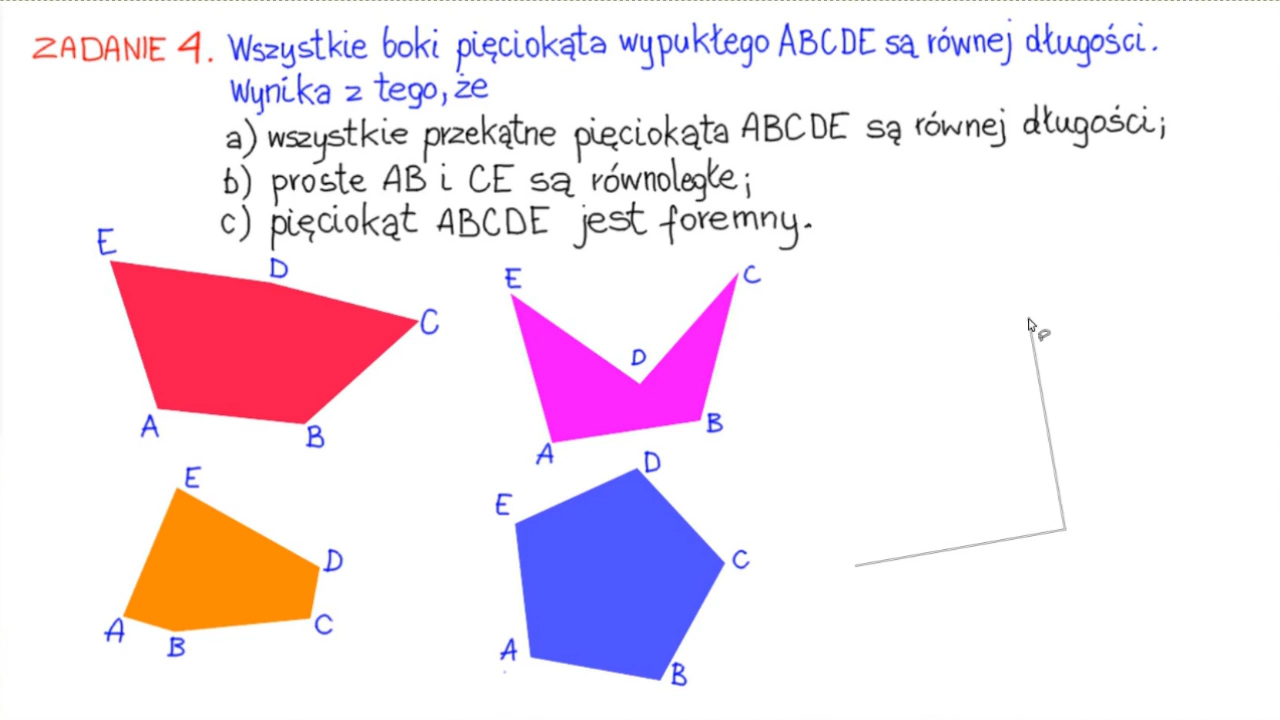 ZADANIE 4. Wszystkie boki pięciokąta wypukłego ABCDE są równej długości.
Wynika z tego, że
a) wszystkie przekątne pięciokąta ABCDE są równej długości;
b) proste AB i CE są równoległe;
c) pięciokąt ABCDE jest foremny.
E
D
C
A
B
E
C
D
B
A
E
D
A
B
C
D
E
C
A
B